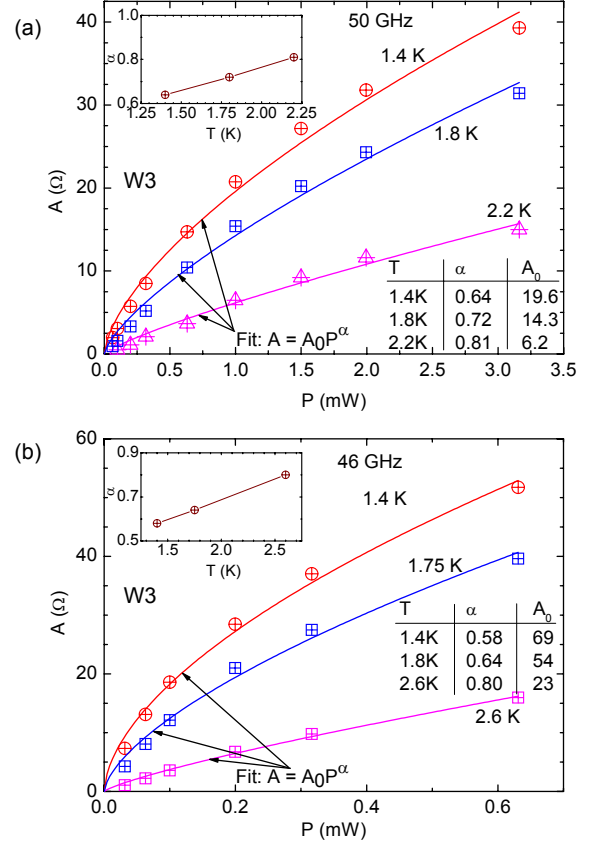 (a)
50 GHz
1.4 K
1.8 K
2.2 K
W3
α
0.6
0.8
1.0
1.25
1.50
1.75
2.00
2.25
T (K)
T α A0
1.4K 0.64 19.6
1.8K 0.72 14.3
2.2K 0.81 6.2
Fit: A = A0P^α
A (Ω)
40
30
20
10
0
0.0 0.5 1.0 1.5 2.0 2.5 3.0 3.5
P (mW)
(b)
46 GHz
1.4 K
1.75 K
2.6 K
W3
α
0.9
0.7
0.5
1.5 2.0 2.5
T (K)
T α A0
1.4K 0.58 69
1.8K 0.64 54
2.6K 0.80 23
Fit: A = A0P^α
A (Ω)
60
40
20
0
0.0 0.2 0.4 0.6
P (mW)